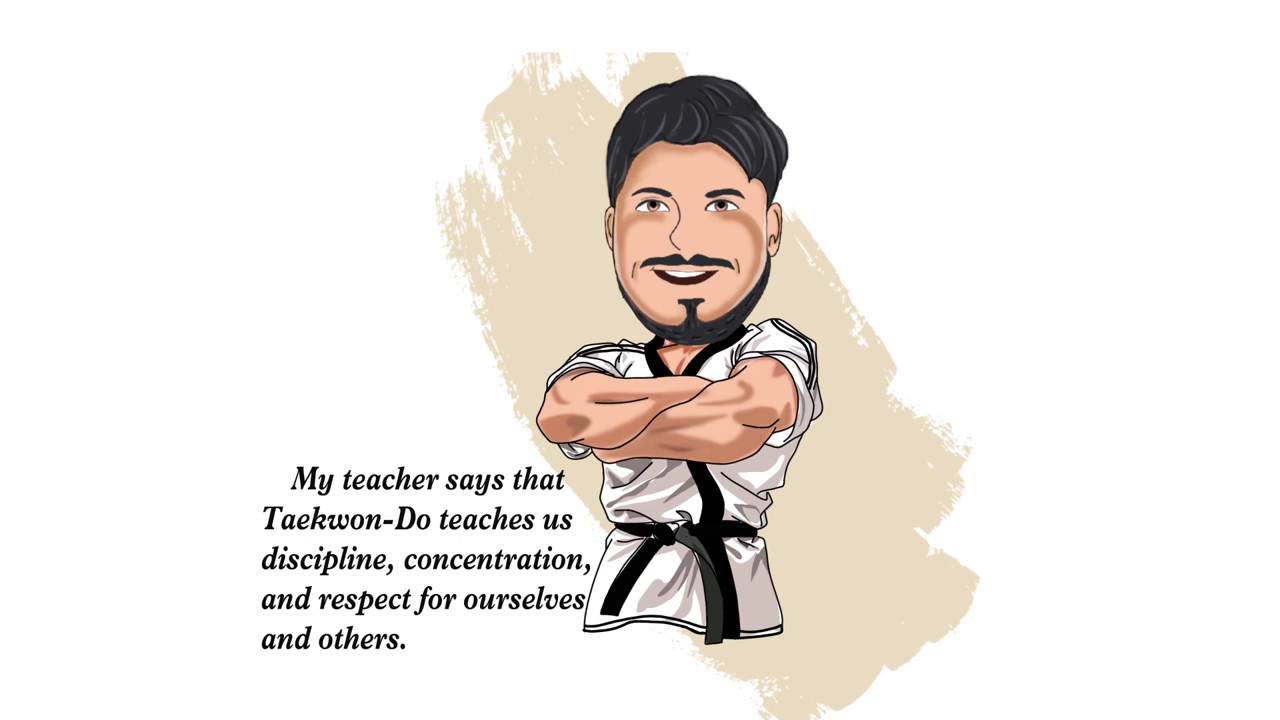 My teacher says that
Taekwon-Do teaches us
discipline, concentration,
and respect for ourselves
and others.